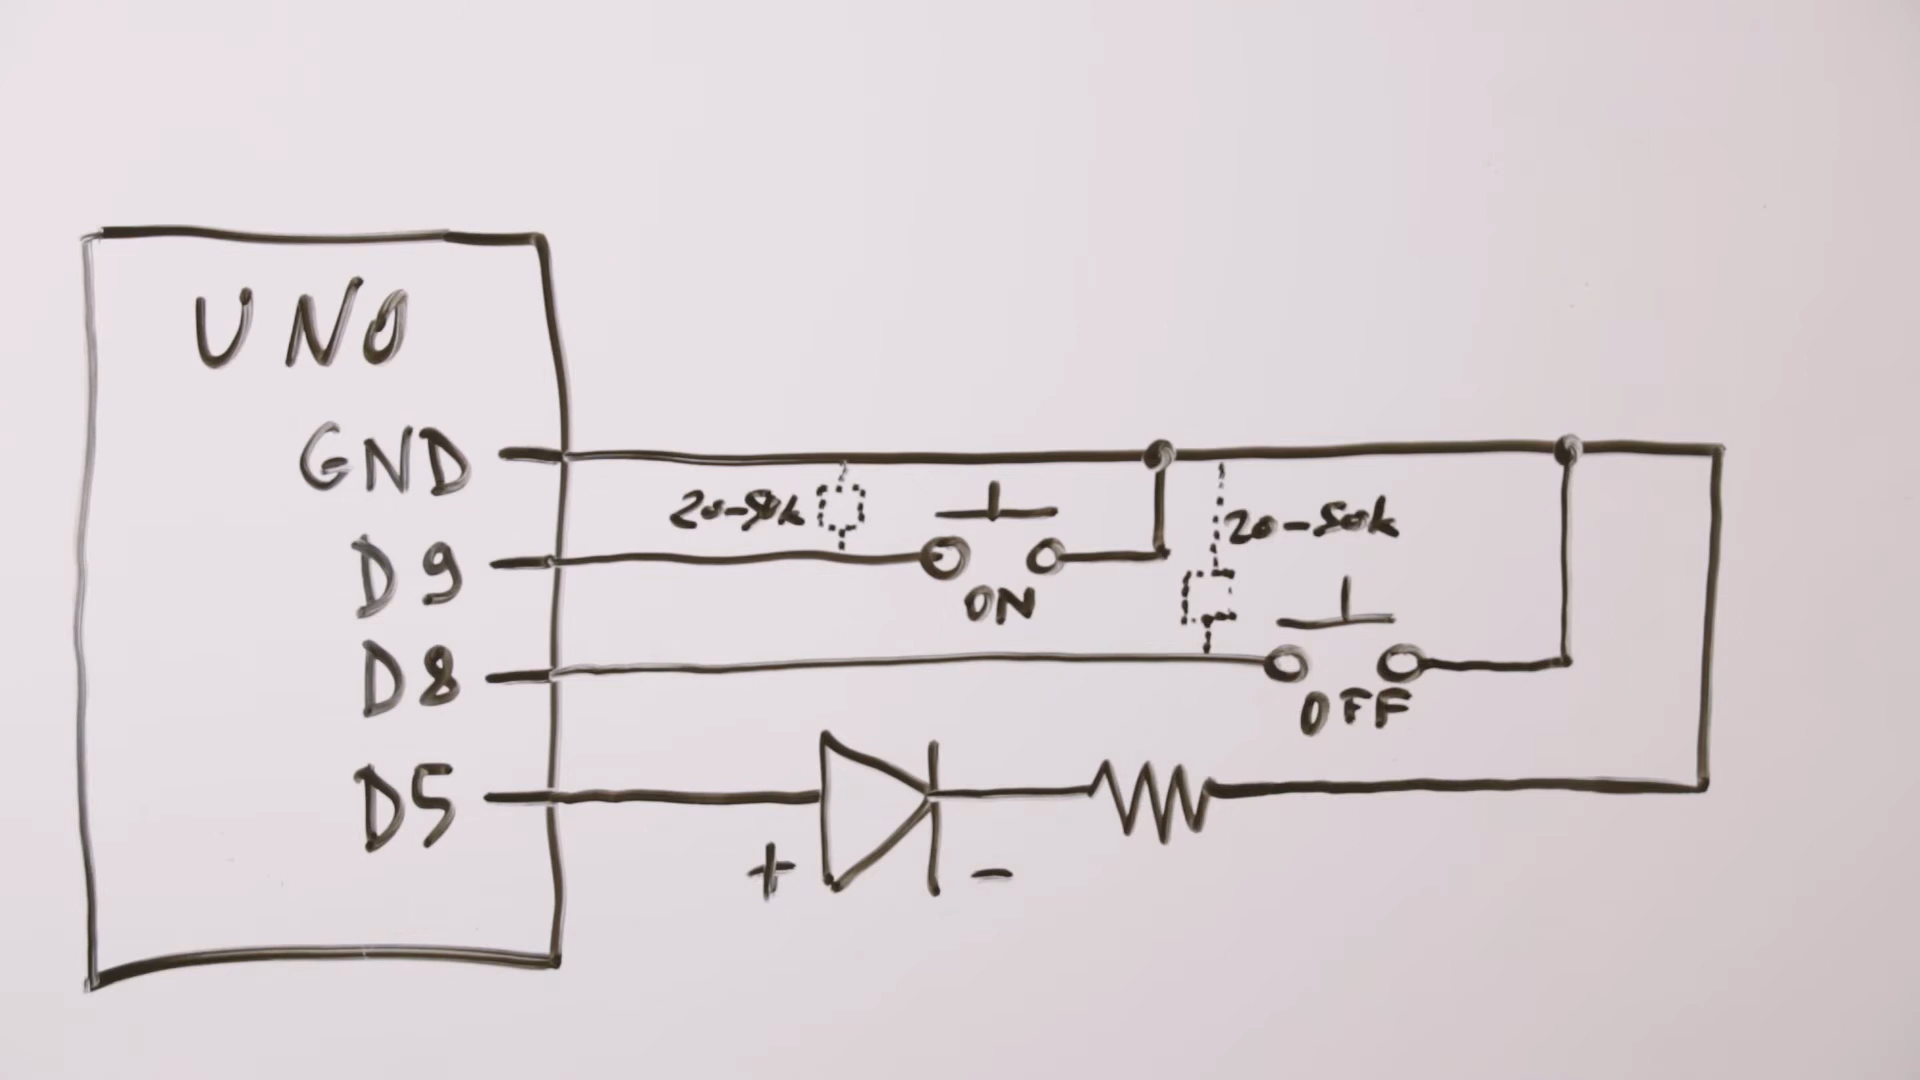 UNO
GND
20-50k
20-50k
D9
ON
D8
OFF
D5
+ -